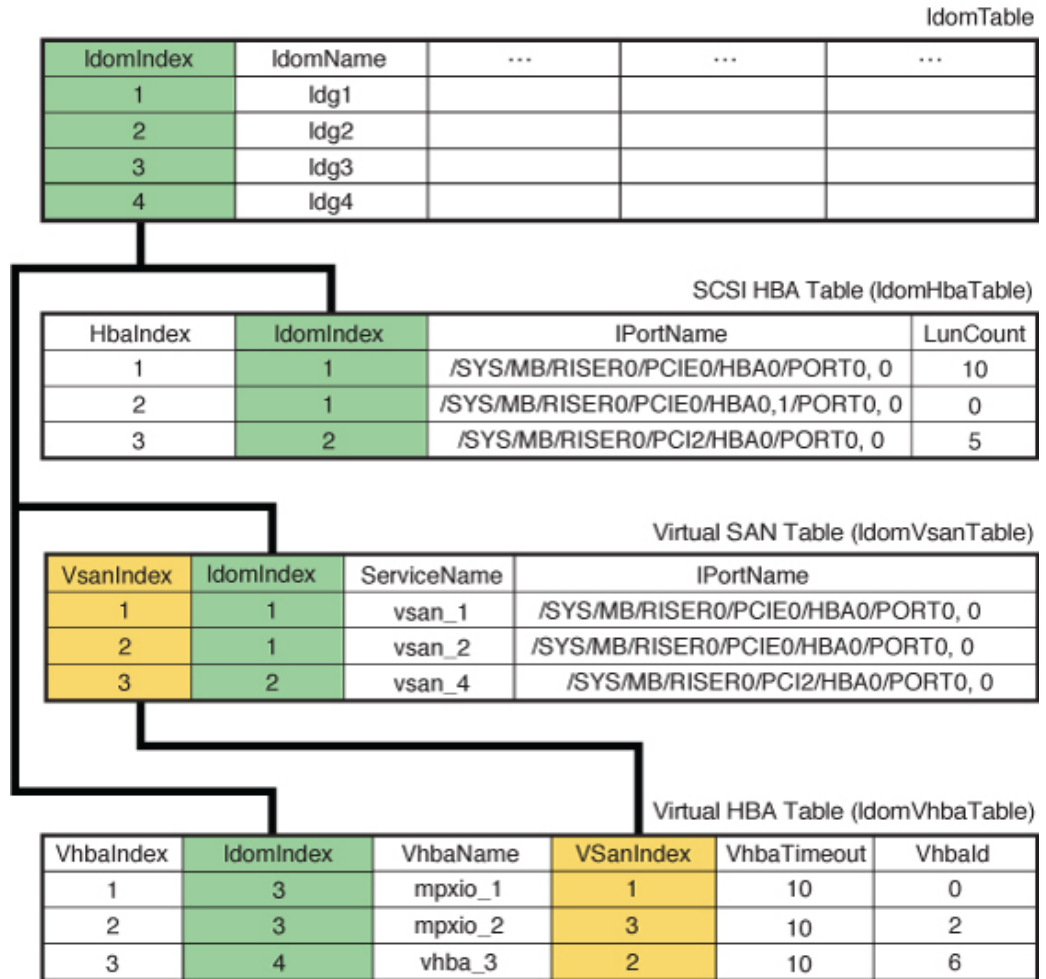 ldomTable
ldomIndex ldomName ... ... ...
1 ldg1
2 ldg2
3 ldg3
4 ldg4
SCSI HBA Table (ldomHbaTable)
HbaIndex ldomIndex IPortName LunCount
1 1 /SYS/MB/RISER0/PCIE0/HBA0/PORT0, 0 10
2 1 /SYS/MB/RISER0/PCIE0/HBA0,1/PORT0, 0 0
3 2 /SYS/MB/RISER0/PCI2/HBA0/PORT0, 0 5
Virtual SAN Table (ldomVsanTable)
VsanIndex ldomIndex ServiceName IPortName
1 1 vsan_1 /SYS/MB/RISER0/PCIE0/HBA0/PORT0, 0
2 1 vsan_2 /SYS/MB/RISER0/PCIE0/HBA0/PORT0, 0
3 2 vsan_4 /SYS/MB/RISER0/PCI2/HBA0/PORT0, 0
Virtual HBA Table (ldomVhbaTable)
VhbaIndex ldomIndex VhbaName VSanIndex VhbaTimeout VhbaId
1 3 mpxio_1 1 10 0
2 3 mpxio_2 3 10 2
3 4 vhba_3 2 10 6